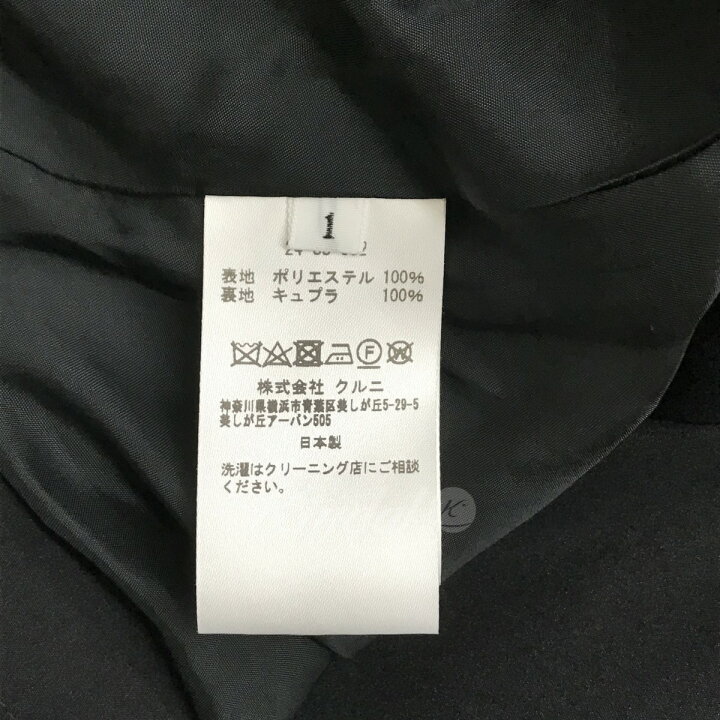 1
表地 ポリエステル 100%
裏地 キュプラ 100%
株式会社 クルニ
神奈川県横浜市青葉区美しが丘5-29-5
美しが丘アーバン505
日本製
洗濯はクリーニング店にご相談
ください。
F
W
K